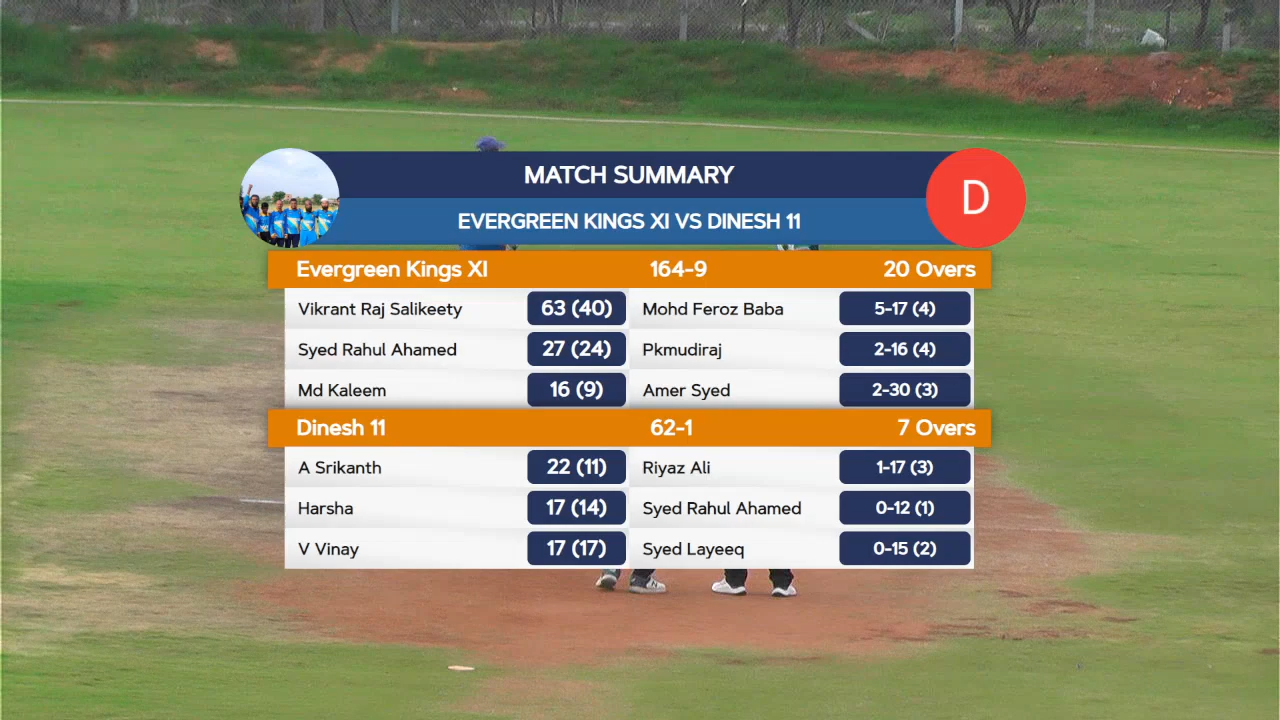 MATCH SUMMARY
D
EVERGREEN KINGS XI VS DINESH 11
Evergreen Kings XI 164-9 20 Overs
Vikrant Raj Salikeety 63 (40) Mohd Feroz Baba 5-17 (4)
Syed Rahul Ahamed 27 (24) Pkmudiraj 2-16 (4)
Md Kaleem 16 (9) Amer Syed 2-30 (3)
Dinesh 11 62-1 7 Overs
A Srikanth 22 (11) Riyaz Ali 1-17 (3)
Harsha 17 (14) Syed Rahul Ahamed 0-12 (1)
V Vinay 17 (17) Syed Layeeq 0-15 (2)